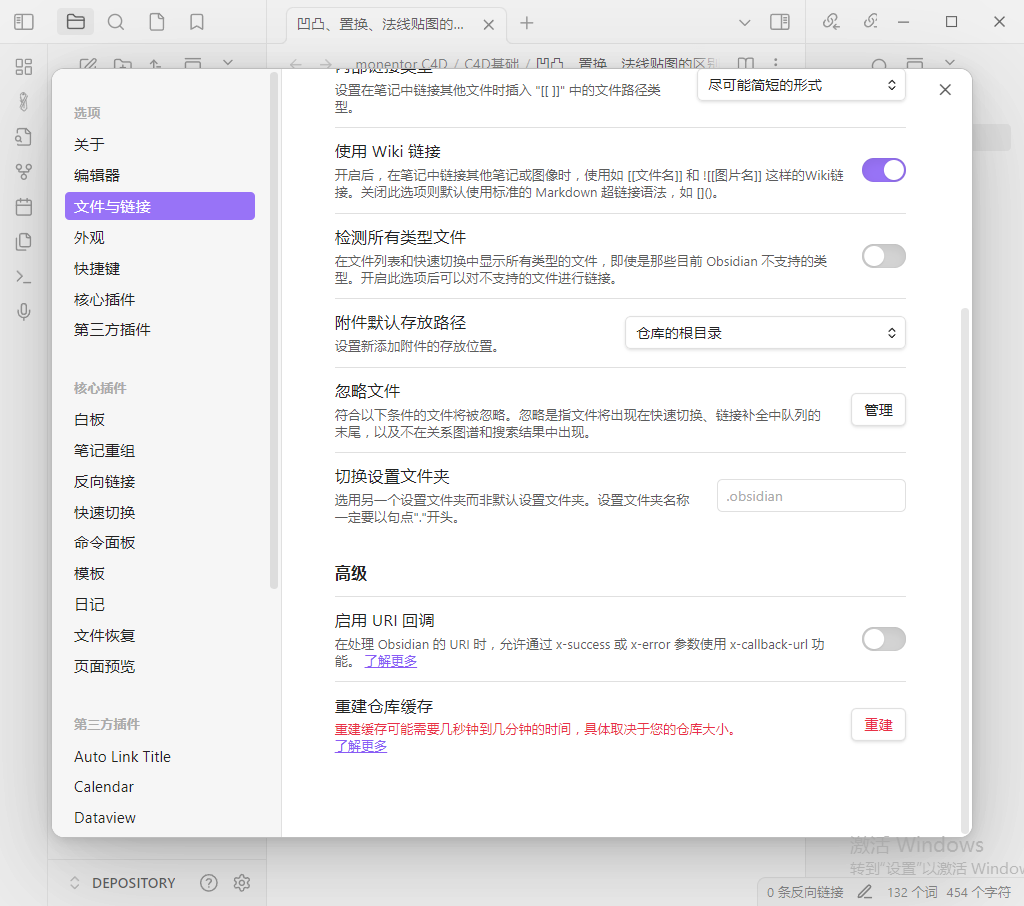 凹凸、置换、法线贴图的...
monentor C4D / C4D基础 / 凹凸、置换、法线贴图的区别
选项
关于
编辑器
文件与链接
外观
快捷键
核心插件
第三方插件
核心插件
白板
笔记重组
反向链接
快速切换
命令面板
模板
日记
文件恢复
页面预览
第三方插件
Auto Link Title
Calendar
Dataview
内部链接类型
设置在笔记中链接其他文件时插入 "[[ ]]" 中的文件路径类
型。
尽可能简短的形式
使用 Wiki 链接
开启后，在笔记中链接其他笔记或图像时，使用如 [[文件名]] 和 ![[图片名]] 这样的Wiki链
接。关闭此选项则默认使用标准的 Markdown 超链接语法，如 []()。
检测所有类型文件
在文件列表和快速切换中显示所有类型的文件，即使是那些目前 Obsidian 不支持的类
型。开启此选项后可以对不支持的文件进行链接。
附件默认存放路径
设置新添加附件的存放位置。
仓库的根目录
忽略文件
符合以下条件的文件将被忽略。忽略是指文件将出现在快速切换、链接补全中队列的
末尾，以及不在关系图谱和搜索结果中出现。
管理
切换设置文件夹
选用另一个设置文件夹而非默认设置文件夹。设置文件夹名称
一定要以句点"."开头。
.obsidian
高级
启用 URI 回调
在处理 Obsidian 的 URI 时，允许通过 x-success 或 x-error 参数使用 x-callback-url 功
能。 了解更多
重建仓库缓存
重建缓存可能需要几秒钟到几分钟的时间，具体取决于您的仓库大小。
了解更多
重建
激活 Windows
转到"设置"以激活 Windo
DEPOSITORY
0 条反向链接 132 个词 454 个字符